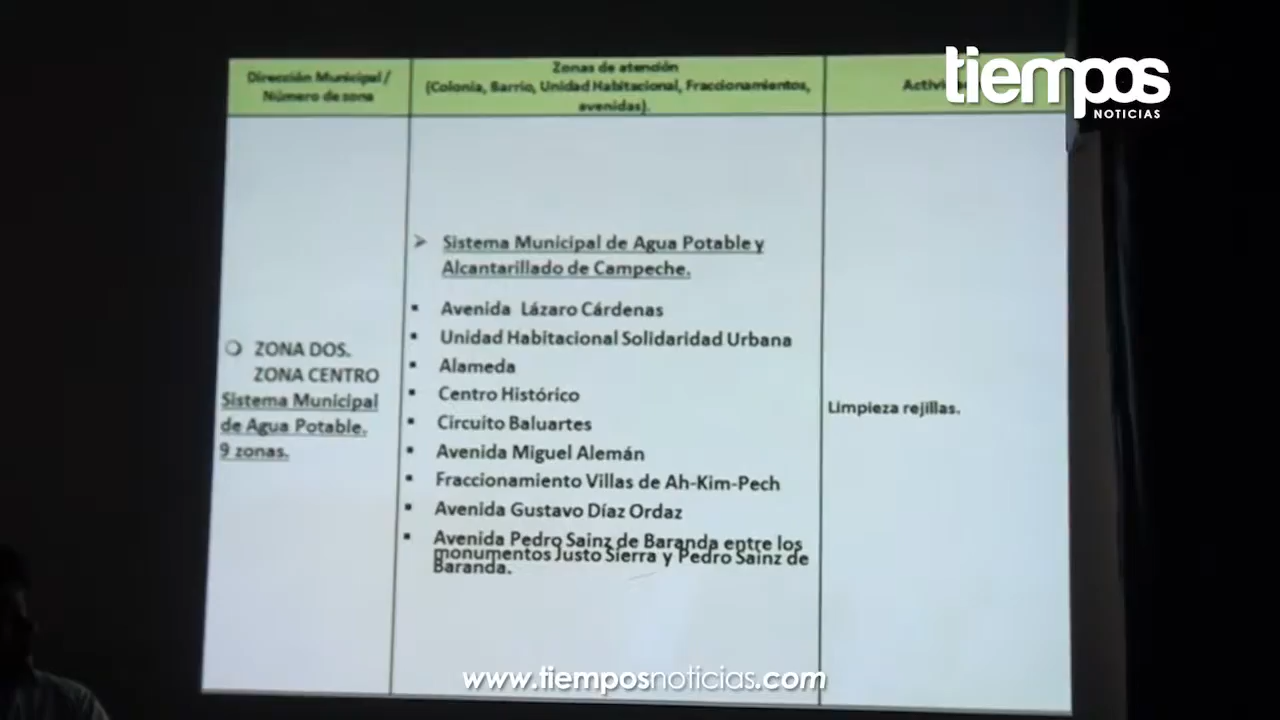 tiempos
NOTICIAS
Dirección Municipal /
Número de zona
Zonas de atención
(Colonia, Barrio, Unidad Habitacional, Fraccionamientos,
avenidas).
○ ZONA DOS.
ZONA CENTRO
Sistema Municipal
de Agua Potable.
9 zonas.
➢ Sistema Municipal de Agua Potable y
Alcantarillado de Campeche.
▪ Avenida Lázaro Cárdenas
▪ Unidad Habitacional Solidaridad Urbana
▪ Alameda
▪ Centro Histórico
▪ Circuito Baluartes
▪ Avenida Miguel Alemán
▪ Fraccionamiento Villas de Ah-Kim-Pech
▪ Avenida Gustavo Díaz Ordaz
▪ Avenida Pedro Sainz de Baranda entre los
monumentos Justo Sierra y Pedro Sainz de
Baranda.
Limpieza rejillas.
www.tiemposnoticias.com